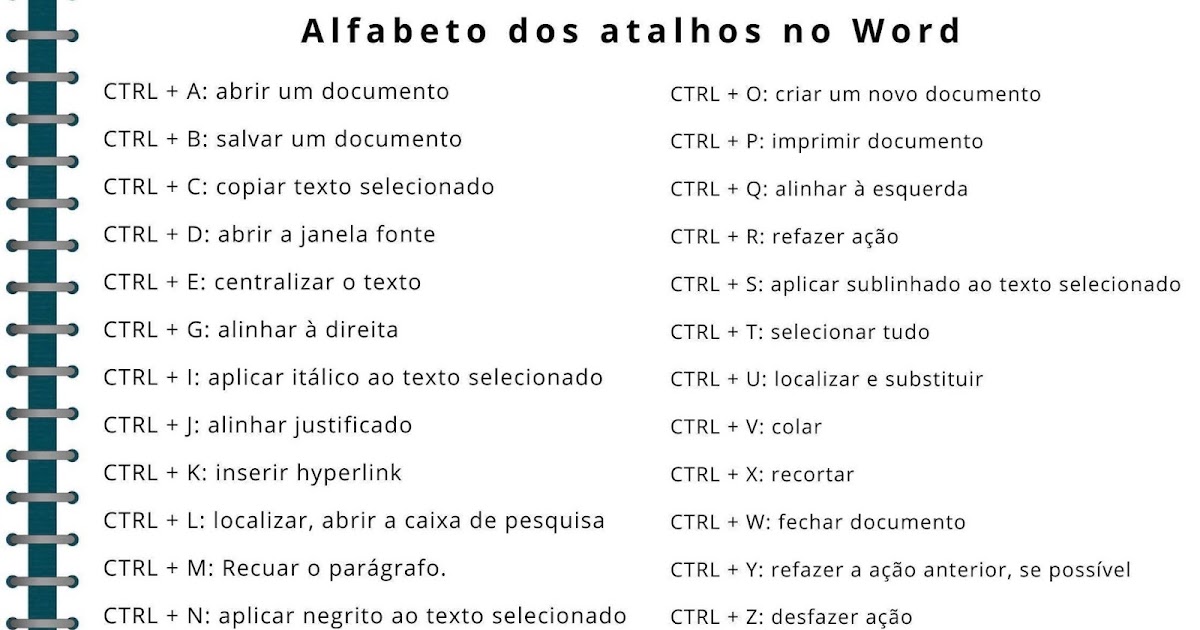 Alfabeto dos atalhos no Word
CTRL + A: abrir um documento
CTRL + B: salvar um documento
CTRL + C: copiar texto selecionado
CTRL + D: abrir a janela fonte
CTRL + E: centralizar o texto
CTRL + G: alinhar à direita
CTRL + I: aplicar itálico ao texto selecionado
CTRL + J: alinhar justificado
CTRL + K: inserir hyperlink
CTRL + L: localizar, abrir a caixa de pesquisa
CTRL + M: Recuar o parágrafo.
CTRL + N: aplicar negrito ao texto selecionado
CTRL + O: criar um novo documento
CTRL + P: imprimir documento
CTRL + Q: alinhar à esquerda
CTRL + R: refazer ação
CTRL + S: aplicar sublinhado ao texto selecionado
CTRL + T: selecionar tudo
CTRL + U: localizar e substituir
CTRL + V: colar
CTRL + X: recortar
CTRL + W: fechar documento
CTRL + Y: refazer a ação anterior, se possível
CTRL + Z: desfazer ação